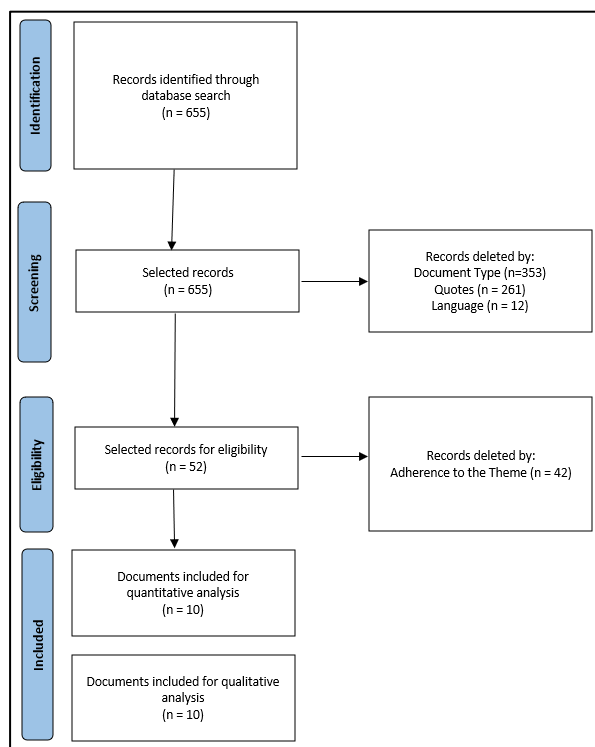 Identification
Records identified through
database search
(n = 655)
Screening
Selected records
(n = 655)
Records deleted by:
Document Type (n=353)
Quotes (n = 261)
Language (n = 12)
Eligibility
Selected records for eligibility
(n = 52)
Records deleted by:
Adherence to the Theme (n = 42)
Included
Documents included for
quantitative analysis
(n = 10)
Documents included for qualitative
analysis
(n = 10)